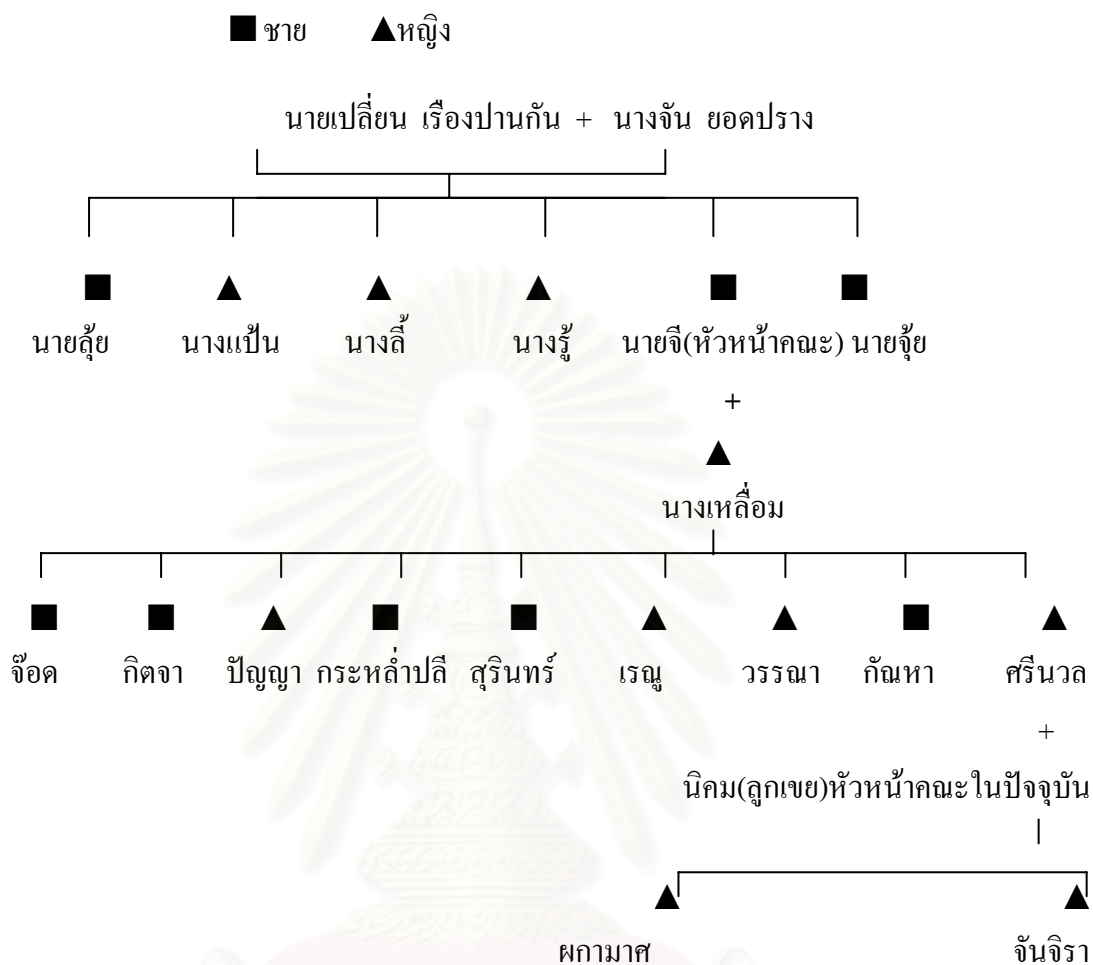 ■ ชาย ▲หญิง
นายเปลี่ยน เรืองปานกัน + นางจัน ยอดปราง
นายลุ้ย นางแป้น นางลี้ นางรู้ นายจี(หัวหน้าคณะ) นายจุ้ย
+
นางเหลื่อม
จ๊อด กิตจา ปัญญา กระหล่ำปลี สุรินทร์ เรณู วรรณา กัณหา ศรีนวล
+
นิคม(ลูกเขย)หัวหน้าคณะในปัจจุบัน
ผกามาศ จันจิรา